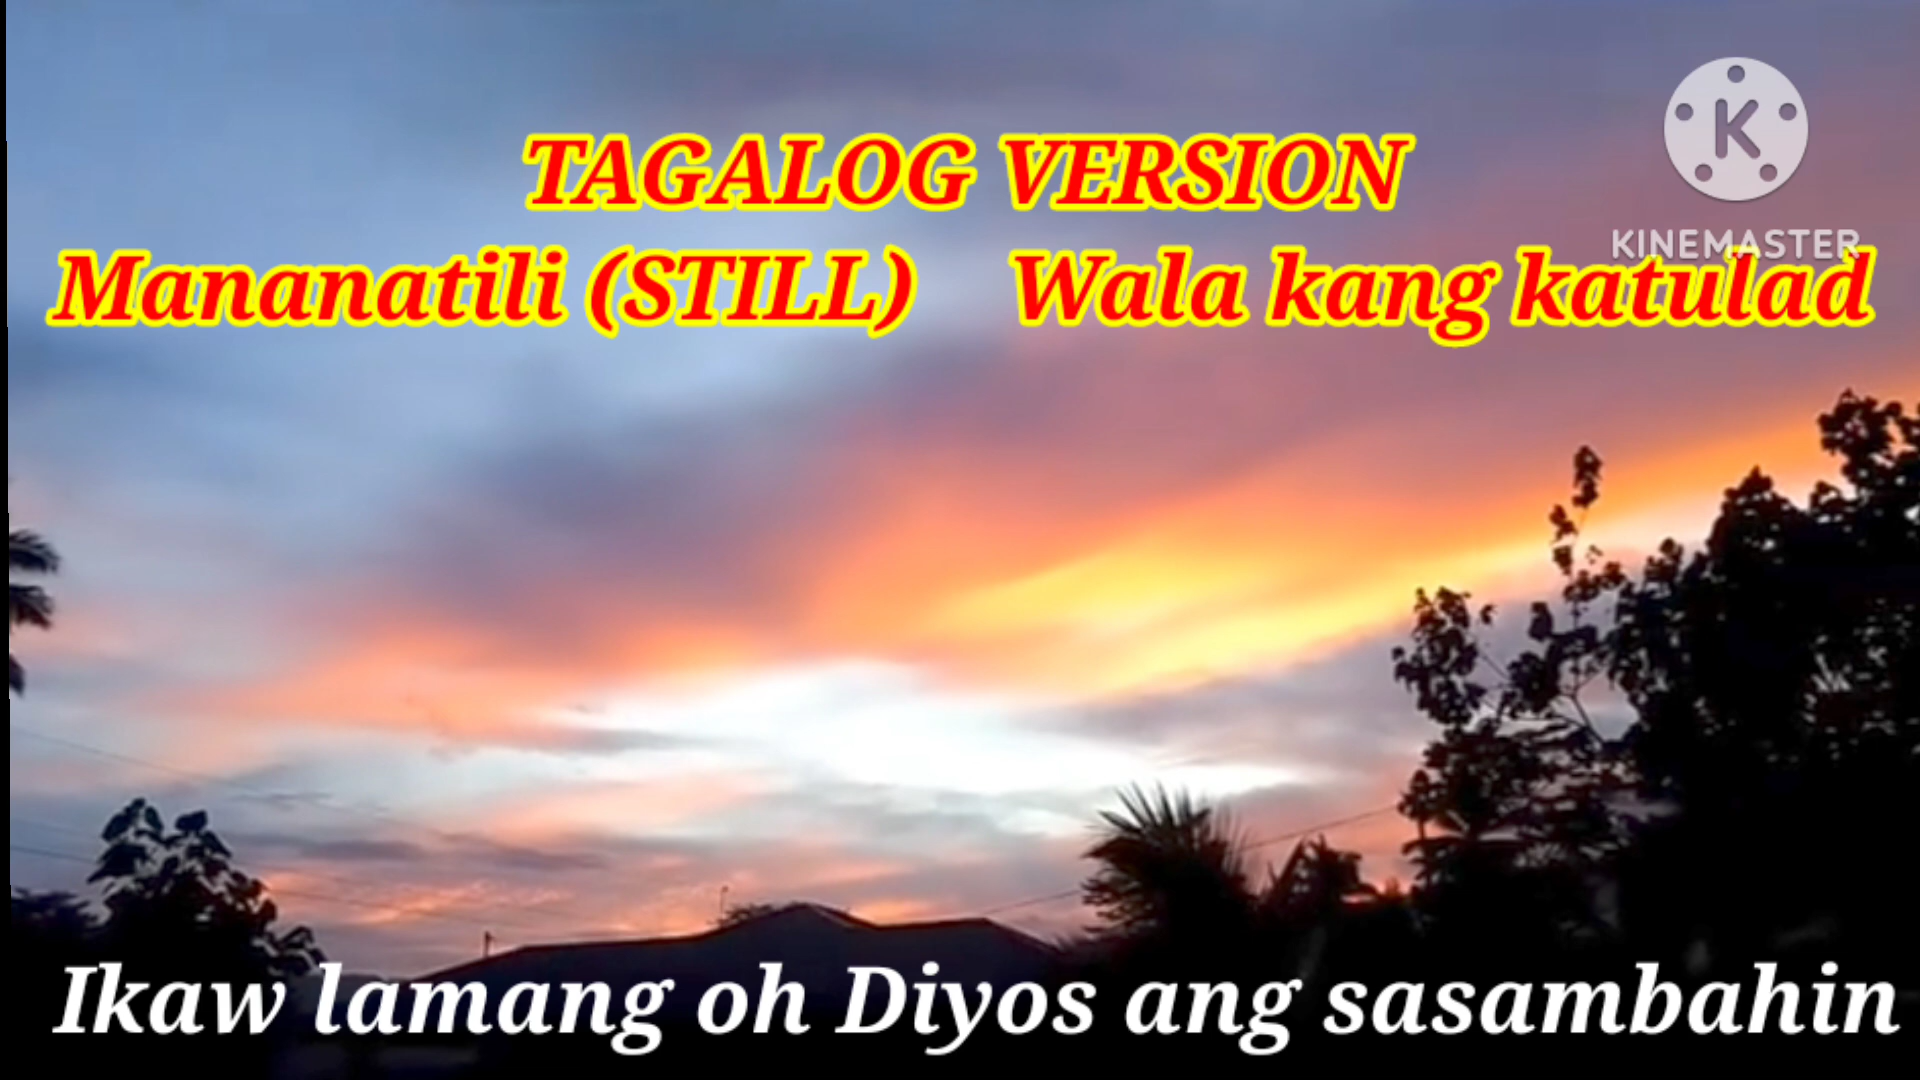 TAGALOG VERSION
KINEMASTER
Mananatili (STILL) Wala kang katulad
Ikaw lamang oh Diyos ang sasambahin